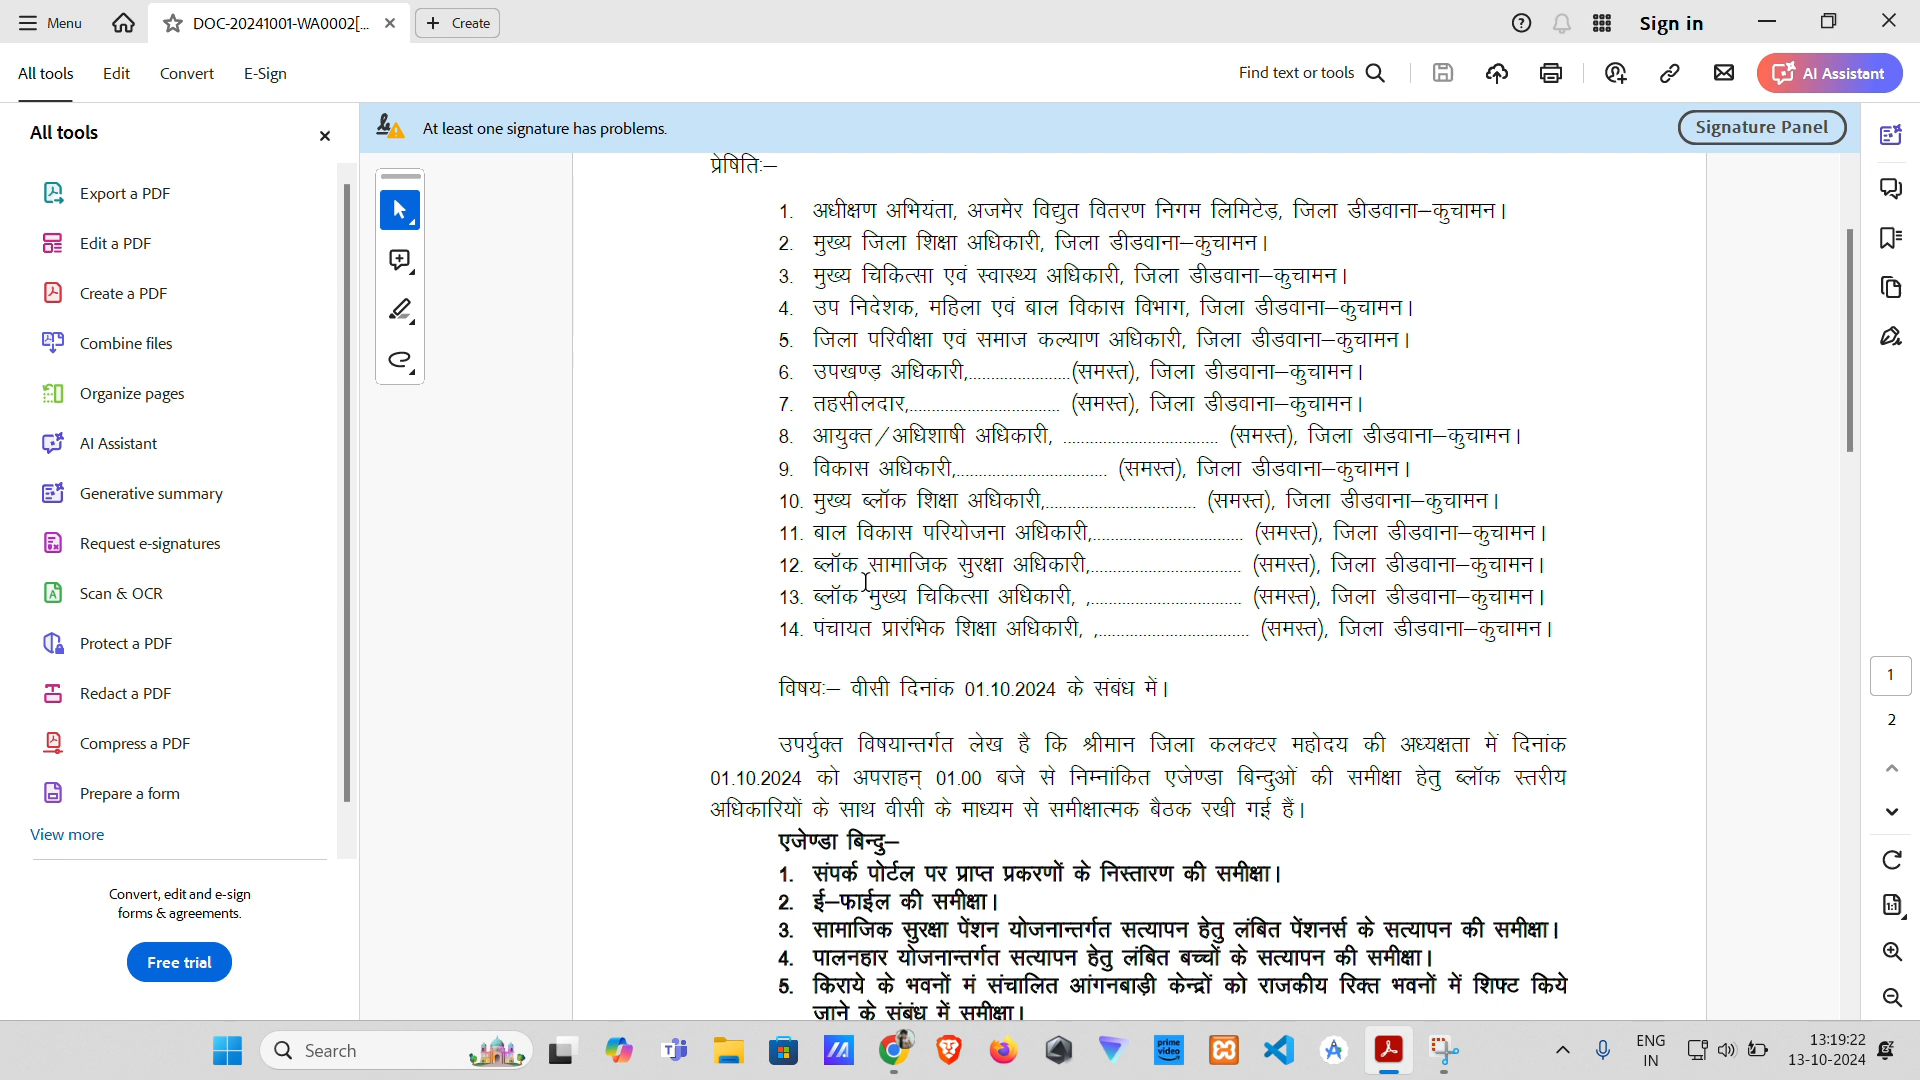 Menu
DOC-20241001-WA0002[...
Create
Sign in
All tools
Edit
Convert
E-Sign
Find text or tools
AI Assistant
All tools
Export a PDF
Edit a PDF
Create a PDF
Combine files
Organize pages
AI Assistant
Generative summary
Request e-signatures
Scan & OCR
Protect a PDF
Redact a PDF
Compress a PDF
Prepare a form
View more
Convert, edit and e-sign
forms & agreements.
Free trial
At least one signature has problems.
Signature Panel
प्रेषितिः–
1. अधीक्षण अभियंता, अजमेर विद्युत वितरण निगम लिमिटेड़, जिला डीडवाना–कुचामन।
2. मुख्य जिला शिक्षा अधिकारी, जिला डीडवाना–कुचामन।
3. मुख्य चिकित्सा एवं स्वास्थ्य अधिकारी, जिला डीडवाना–कुचामन।
4. उप निदेशक, महिला एवं बाल विकास विभाग, जिला डीडवाना–कुचामन।
5. जिला परिवीक्षा एवं समाज कल्याण अधिकारी, जिला डीडवाना–कुचामन।
6. उपखण्ड़ अधिकारी,......................(समस्त), जिला डीडवाना–कुचामन।
7. तहसीलदार,................................. (समस्त), जिला डीडवाना–कुचामन।
8. आयुक्त/अधिशाषी अधिकारी, .................................. (समस्त), जिला डीडवाना–कुचामन।
9. विकास अधिकारी,................................. (समस्त), जिला डीडवाना–कुचामन।
10. मुख्य ब्लॉक शिक्षा अधिकारी,................................. (समस्त), जिला डीडवाना–कुचामन।
11. बाल विकास परियोजना अधिकारी,................................. (समस्त), जिला डीडवाना–कुचामन।
12. ब्लॉक सामाजिक सुरक्षा अधिकारी,................................. (समस्त), जिला डीडवाना–कुचामन।
13. ब्लॉक मुख्य चिकित्सा अधिकारी, ,................................. (समस्त), जिला डीडवाना–कुचामन।
14. पंचायत प्रारंभिक शिक्षा अधिकारी, ,................................. (समस्त), जिला डीडवाना–कुचामन।
विषयः– वीसी दिनांक 01.10.2024 के संबंध में।
उपर्युक्त विषयान्तर्गत लेख है कि श्रीमान जिला कलक्टर महोदय की अध्यक्षता में दिनांक
01.10.2024 को अपराहन् 01.00 बजे से निम्नांकित एजेण्डा बिन्दुओं की समीक्षा हेतु ब्लॉक स्तरीय
अधिकारियों के साथ वीसी के माध्यम से समीक्षात्मक बैठक रखी गई हैं।
एजेण्डा बिन्दु–
1. संपर्क पोर्टल पर प्राप्त प्रकरणों के निस्तारण की समीक्षा।
2. ई–फाईल की समीक्षा।
3. सामाजिक सुरक्षा पेंशन योजनान्तर्गत सत्यापन हेतु लंबित पेंशनर्स के सत्यापन की समीक्षा।
4. पालनहार योजनान्तर्गत सत्यापन हेतु लंबित बच्चों के सत्यापन की समीक्षा।
5. किराये के भवनों मं संचालित आंगनबाड़ी केन्द्रों को राजकीय रिक्त भवनों में शिफ्ट किये
जाने के संबंध में समीक्षा।
1
2
Search
prime video
ENG
IN
13:19:22
13-10-2024